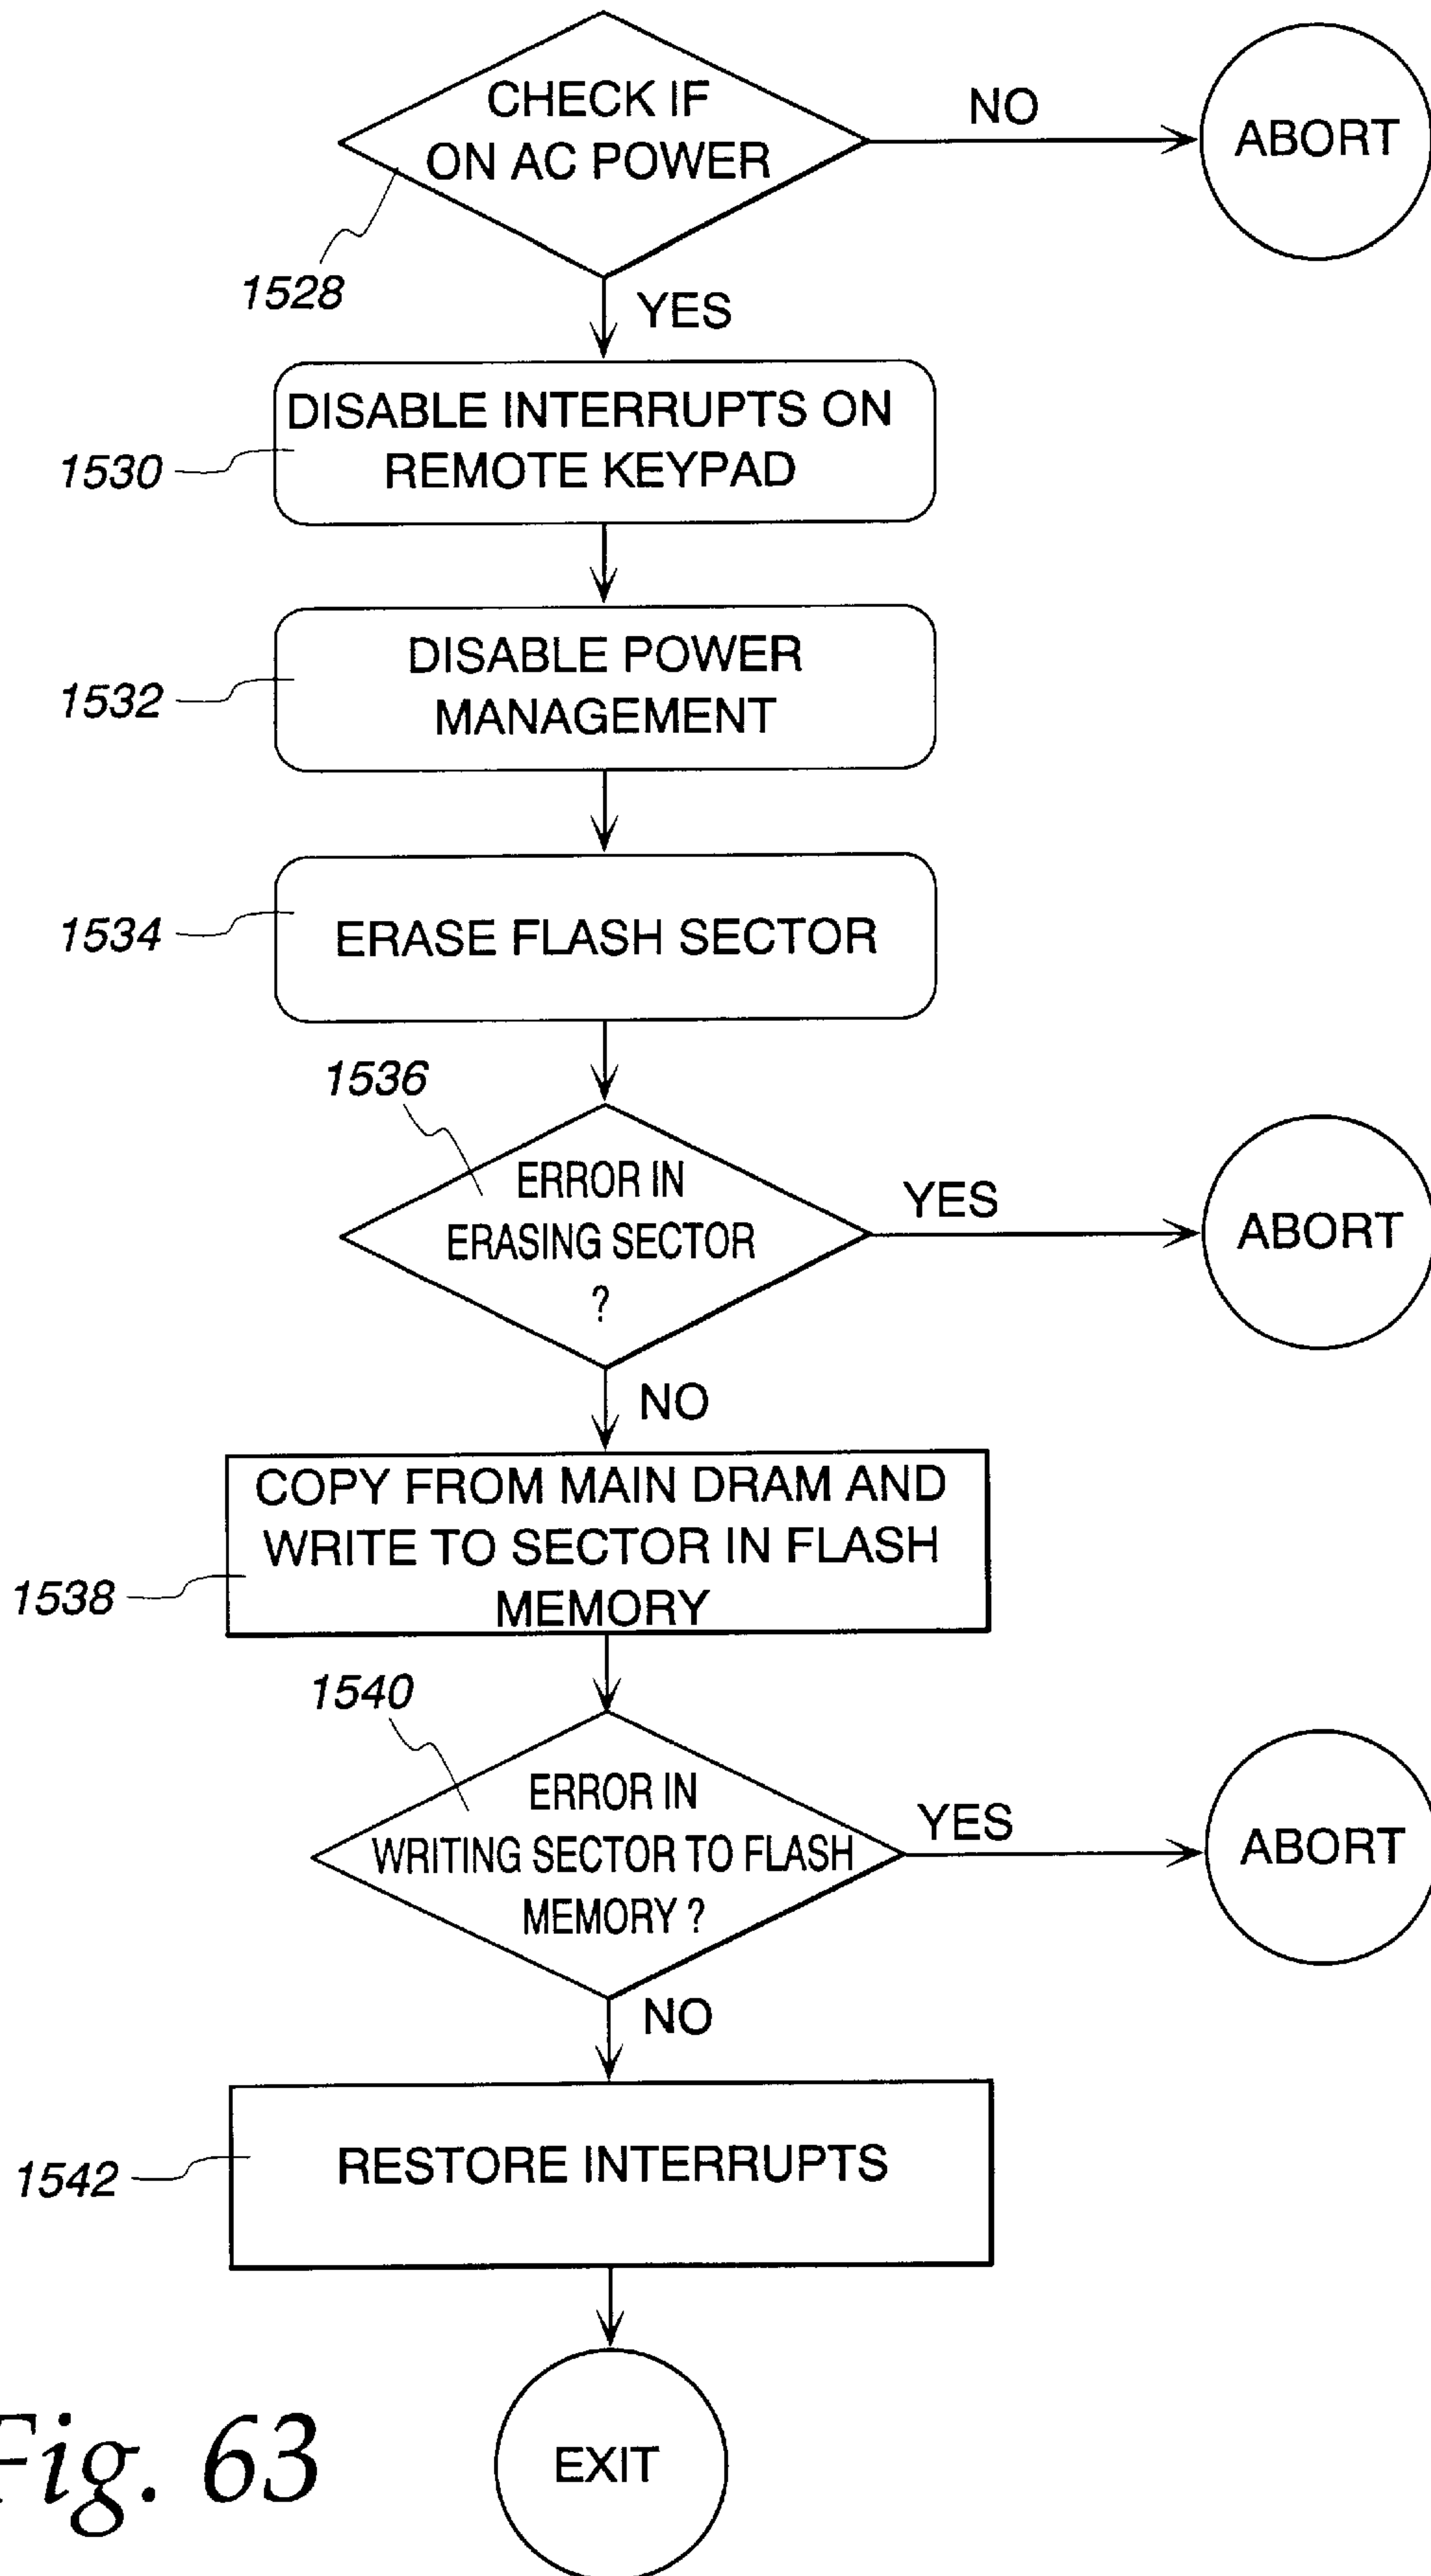 CHECK IF
ON AC POWER
NO
ABORT
1528
YES
DISABLE INTERRUPTS ON
REMOTE KEYPAD
1530
DISABLE POWER
MANAGEMENT
1532
ERASE FLASH SECTOR
1534
1536
ERROR IN
ERASING SECTOR
?
YES
ABORT
NO
COPY FROM MAIN DRAM AND
WRITE TO SECTOR IN FLASH
MEMORY
1538
1540
ERROR IN
WRITING SECTOR TO FLASH
MEMORY ?
YES
ABORT
NO
RESTORE INTERRUPTS
1542
EXIT
Fig. 63